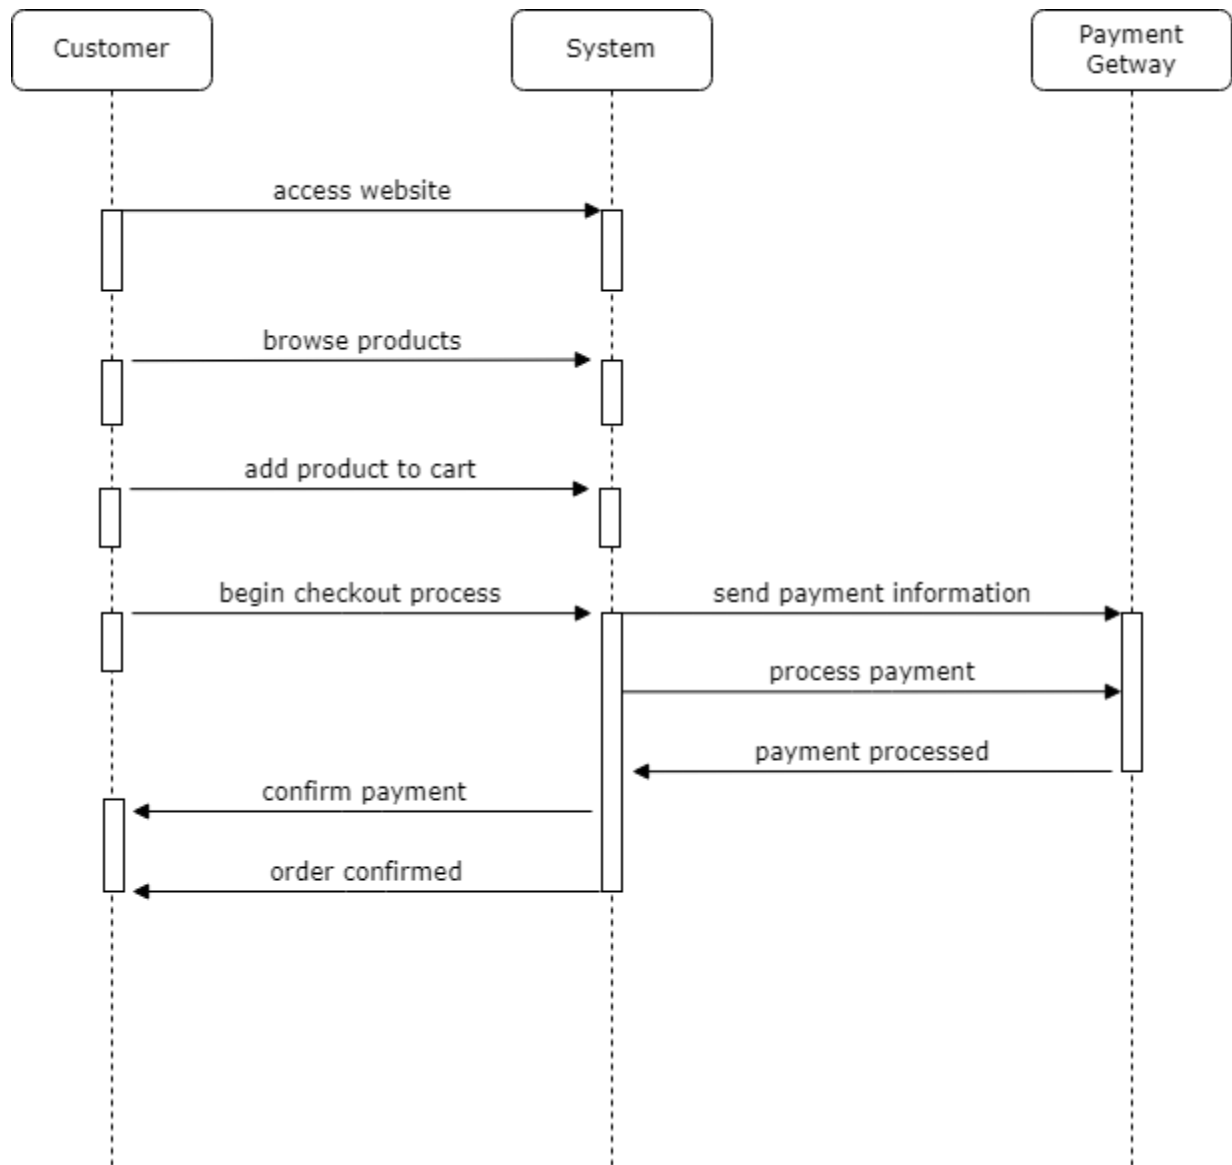 Customer
System
Payment
Getway
access website
browse products
add product to cart
begin checkout process
send payment information
process payment
payment processed
confirm payment
order confirmed